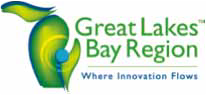 Great Lakes™
Bay Region
Where Innovation Flows